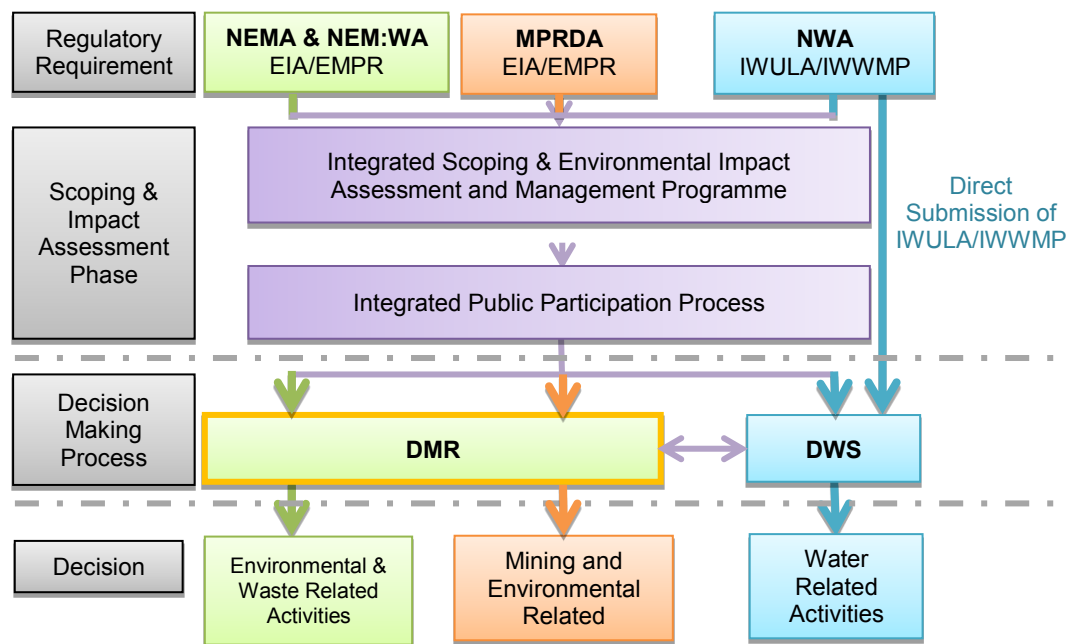 Regulatory
Requirement
NEMA & NEM:WA
EIA/EMPR
MPRDA
EIA/EMPR
NWA
IWULA/IWWMP
Scoping &
Impact
Assessment
Phase
Integrated Scoping & Environmental Impact
Assessment and Management Programme
Direct
Submission of
IWULA/IWWMP
Integrated Public Participation Process
Decision
Making
Process
DMR
DWS
Decision
Environmental &
Waste Related
Activities
Mining and
Environmental
Related
Water
Related
Activities